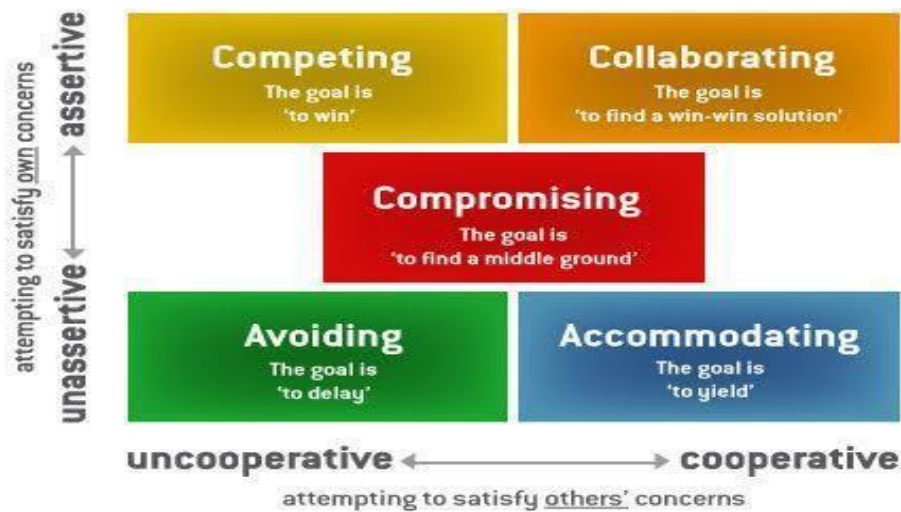 Competing
The goal is
'to win'
Collaborating
The goal is
'to find a win-win solution'
Compromising
The goal is
'to find a middle ground'
Avoiding
The goal is
'to delay'
Accommodating
The goal is
'to yield'
attempting to satisfy own concerns
unassertive
assertive
uncooperative
cooperative
attempting to satisfy others' concerns